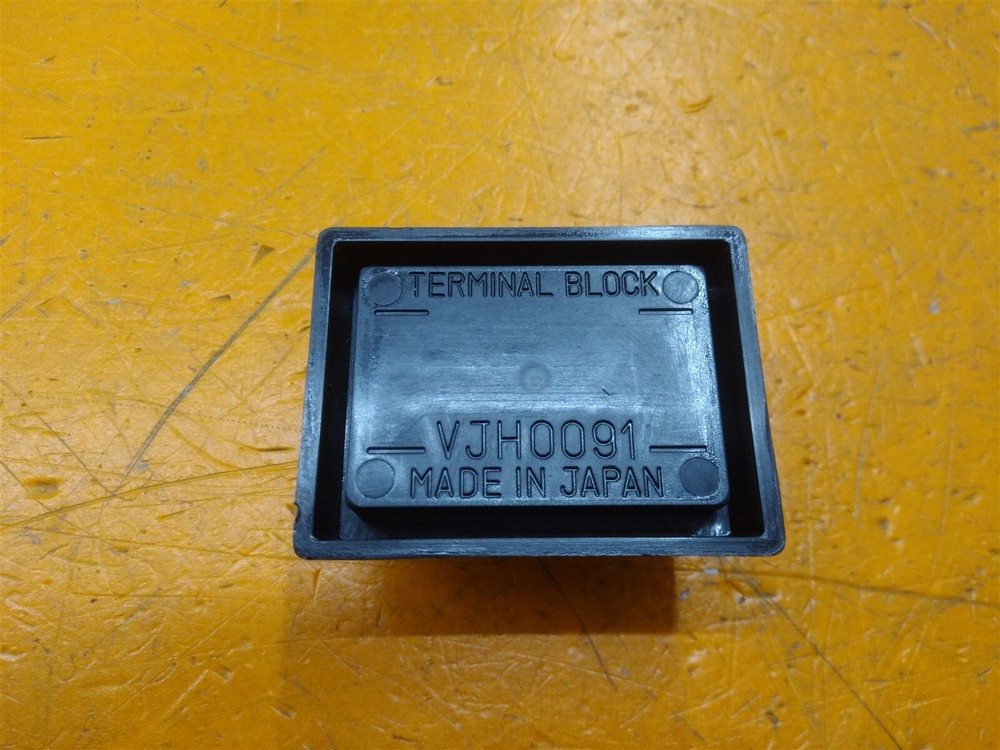 TERMINAL BLOCK
VJH0091
MADE IN JAPAN